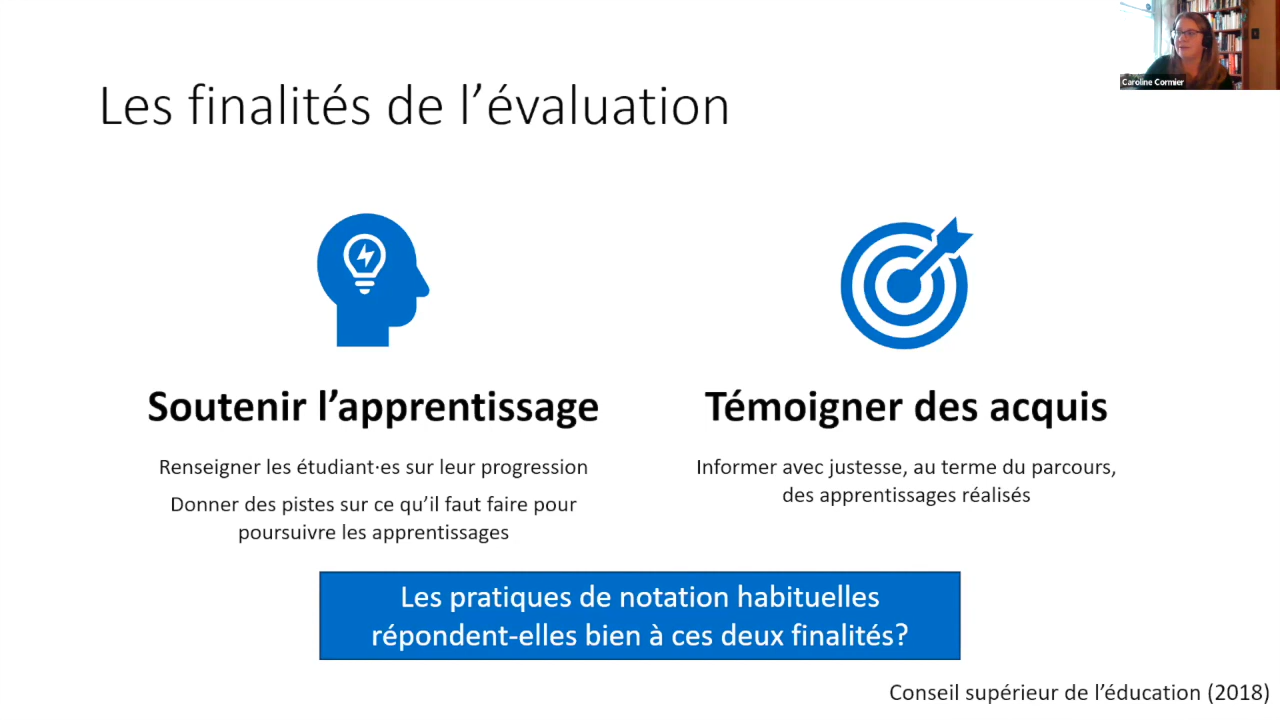 Caroline Cormier
Les finalités de l’évaluation
Soutenir l’apprentissage
Renseigner les étudiant·es sur leur progression
Donner des pistes sur ce qu’il faut faire pour
poursuivre les apprentissages
Témoigner des acquis
Informer avec justesse, au terme du parcours,
des apprentissages réalisés
Les pratiques de notation habituelles
répondent-elles bien à ces deux finalités?
Conseil supérieur de l’éducation (2018)